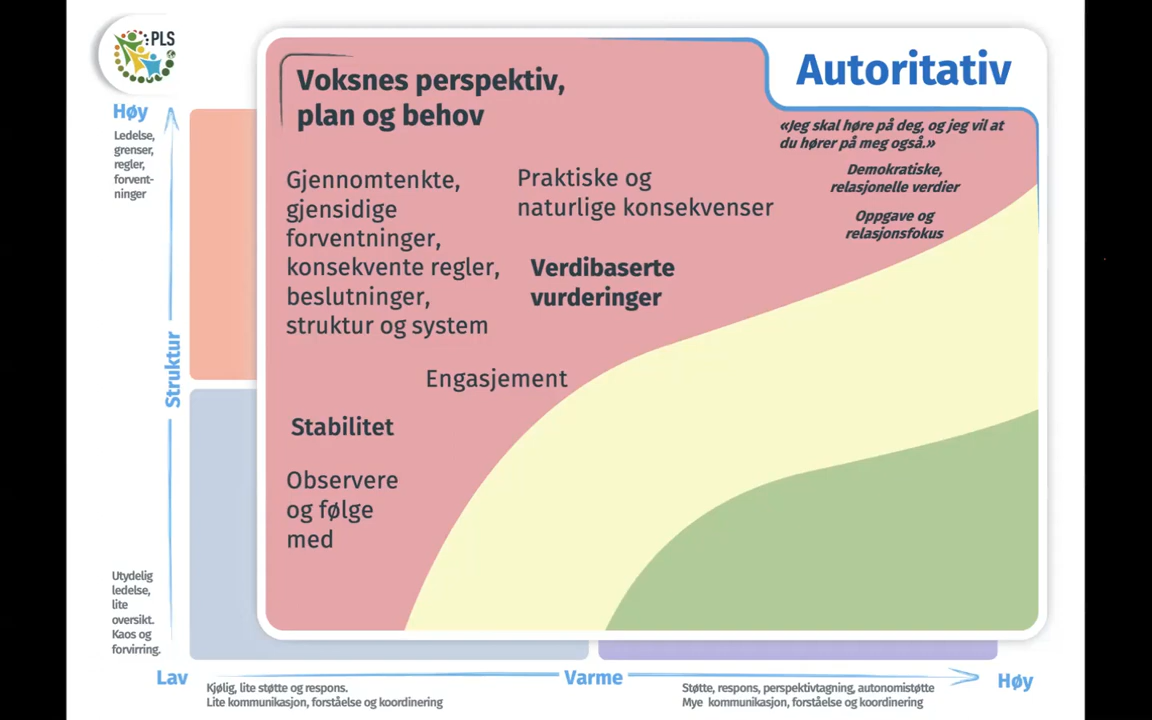 :PLS
Autoritativ
Voksnes perspektiv,
plan og behov
Høy
Ledelse,
grenser,
regler,
forvent-
ninger
«Jeg skal høre på deg, og jeg vil at
du hører på meg også.»
Demokratiske,
relasjonelle verdier
Oppgave og
relasjonsfokus
Gjennomtenkte,
gjensidige
forventninger,
konsekvente regler,
beslutninger,
struktur og system
Praktiske og
naturlige konsekvenser
Verdibaserte
vurderinger
Engasjement
Stabilitet
Observere
og følge
med
Struktur
Utydelig
ledelse,
lite
oversikt.
Kaos og
forvirring.
Lav
Varme
Høy
Kjølig, lite støtte og respons.
Lite kommunikasjon, forståelse og koordinering
Støtte, respons, perspektivtagning, autonomistøtte
Mye kommunikasjon, forståelse og koordinering